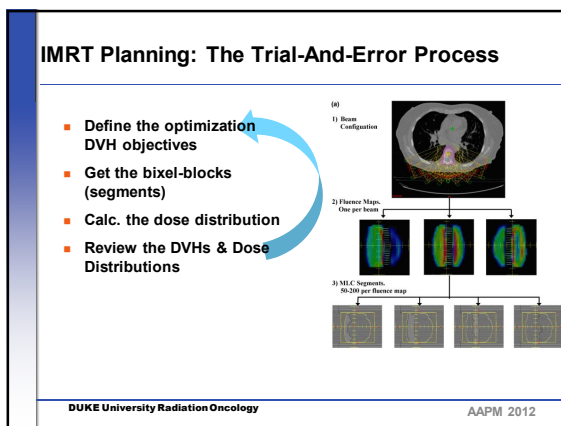 IMRT Planning: The Trial-And-Error Process
Define the optimization
DVH objectives
Get the bixel-blocks
(segments)
Calc. the dose distribution
Review the DVHs & Dose
Distributions
(a)
1) Beam
Configuation
2) Fluence Maps.
One per beam
3) MLC Segments.
50-200 per fluence map
DUKE University Radiation Oncology
AAPM 2012